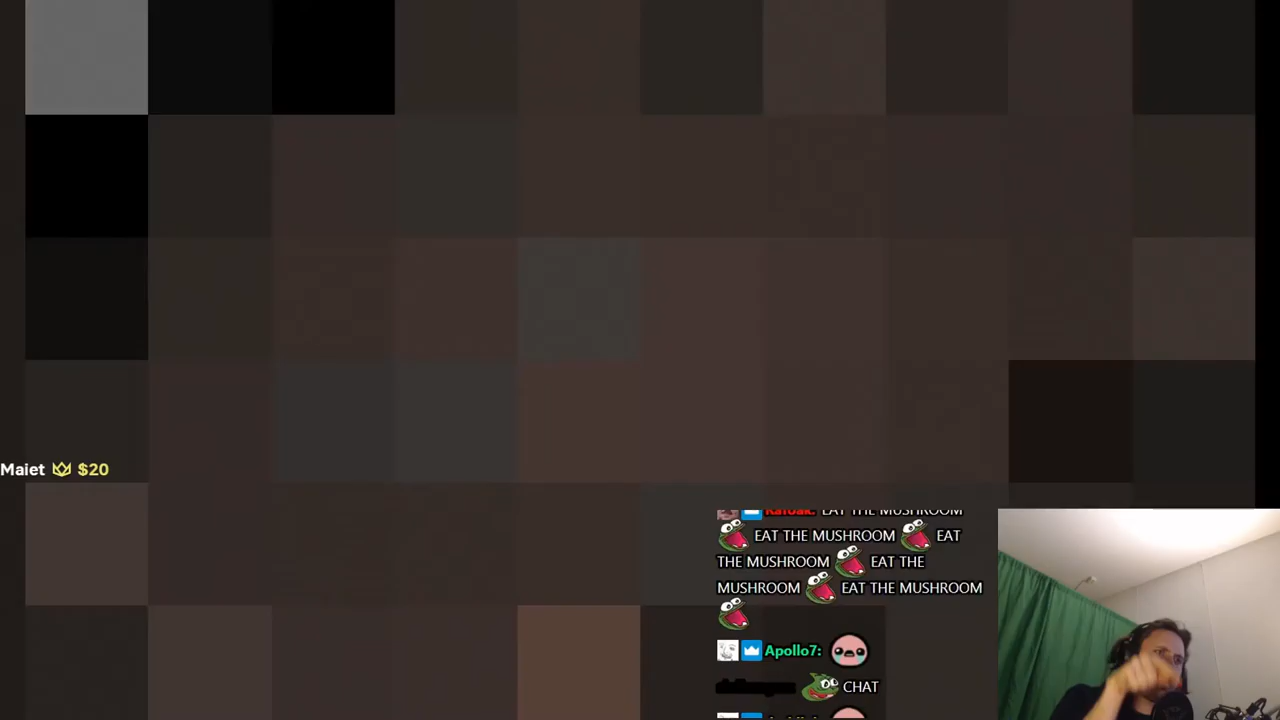 Maiet $20
Katoak: EAT THE MUSHROOM
EAT THE MUSHROOM EAT
THE MUSHROOM EAT THE
MUSHROOM EAT THE MUSHROOM
Apollo7:
CHAT